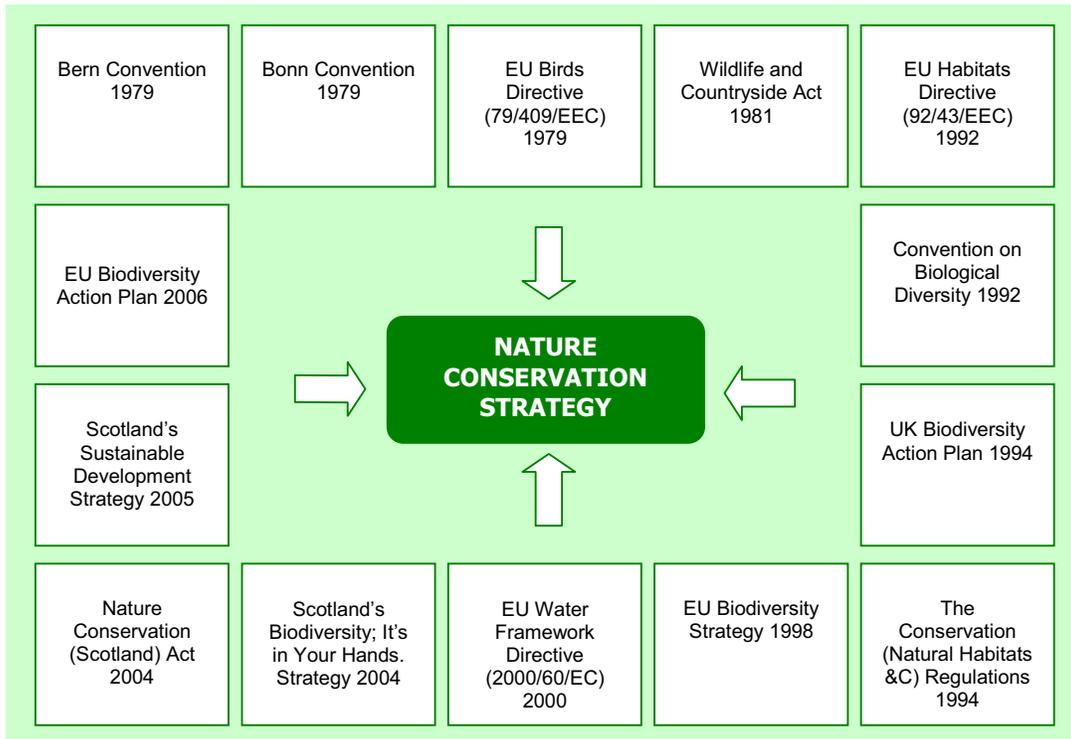 Bern Convention
1979
Bonn Convention
1979
EU Birds
Directive
(79/409/EEC)
1979
Wildlife and
Countryside Act
1981
EU Habitats
Directive
(92/43/EEC)
1992
EU Biodiversity
Action Plan 2006
Convention on
Biological
Diversity 1992
NATURE
CONSERVATION
STRATEGY
Scotland's
Sustainable
Development
Strategy 2005
UK Biodiversity
Action Plan 1994
Nature
Conservation
(Scotland) Act
2004
Scotland's
Biodiversity; It's
in Your Hands.
Strategy 2004
EU Water
Framework
Directive
(2000/60/EC)
2000
EU Biodiversity
Strategy 1998
The
Conservation
(Natural Habitats
&C) Regulations
1994